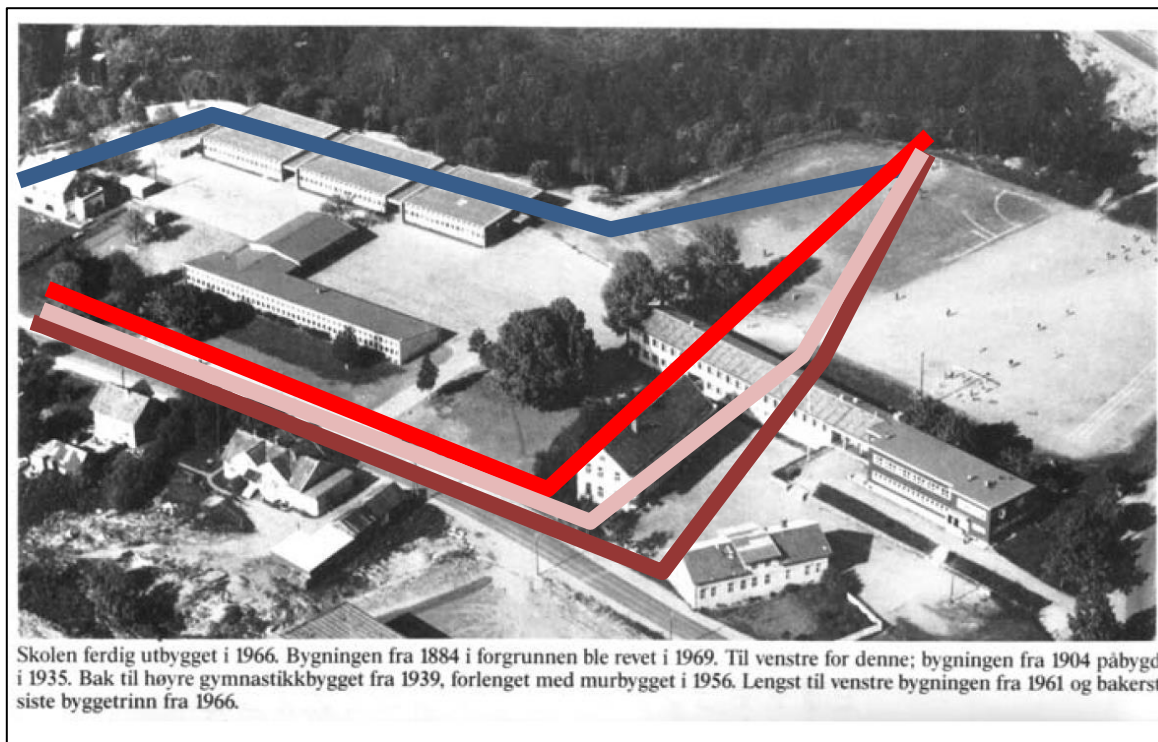 Skolen ferdig utbygget i 1966. Bygningen fra 1884 i forgrunnen ble revet i 1969. Til venstre for denne; bygningen fra 1904 påbygd
i 1935. Bak til høyre gymnastikkbygget fra 1939, forlenget med murbygget i 1956. Lengst til venstre bygningen fra 1961 og bakerst
siste byggetrinn fra 1966.